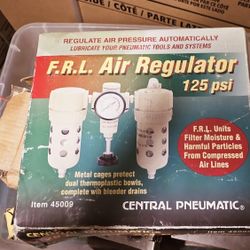 REGULATE AIR PRESSURE AUTOMATICALLY
LUBRICATE YOUR PNEUMATIC TOOLS AND SYSTEMS
F.R.L. Air Regulator
125 psi
F.R.L. Units
Filter Moisture &
Harmful Particles
From Compressed
Air Lines
Metal cages protect
dual thermoplastic bowls,
complete with bleeder drains
Item 45009
CENTRAL PNEUMATIC®